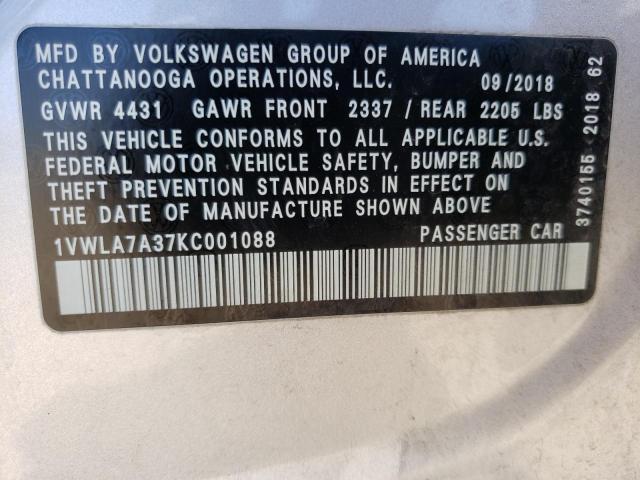 MFD BY VOLKSWAGEN GROUP OF AMERICA
CHATTANOOGA OPERATIONS, LLC. 09/2018
GVWR 4431 GAWR FRONT 2337 / REAR 2205 LBS
THIS VEHICLE CONFORMS TO ALL APPLICABLE U.S.
FEDERAL MOTOR VEHICLE SAFETY, BUMPER AND
THEFT PREVENTION STANDARDS IN EFFECT ON
THE DATE OF MANUFACTURE SHOWN ABOVE
1VWLA7A37KC001088 PASSENGER CAR
3740155 2018 62